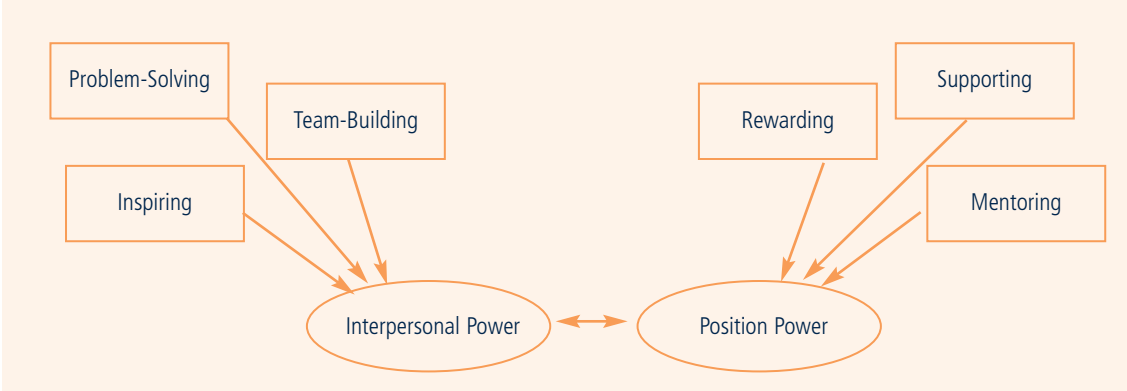 Problem-Solving
Supporting
Team-Building
Rewarding
Inspiring
Mentoring
Interpersonal Power
Position Power